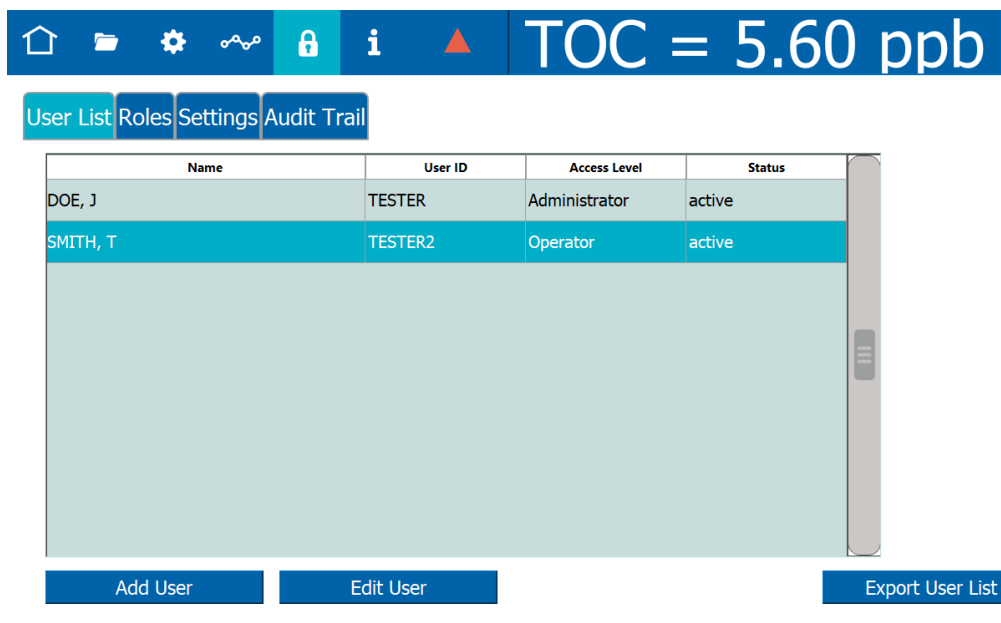 TOC = 5.60 ppb
User List Roles Settings Audit Trail
Name User ID Access Level Status
DOE, J TESTER Administrator active
SMITH, T TESTER2 Operator active
Add User Edit User Export User List